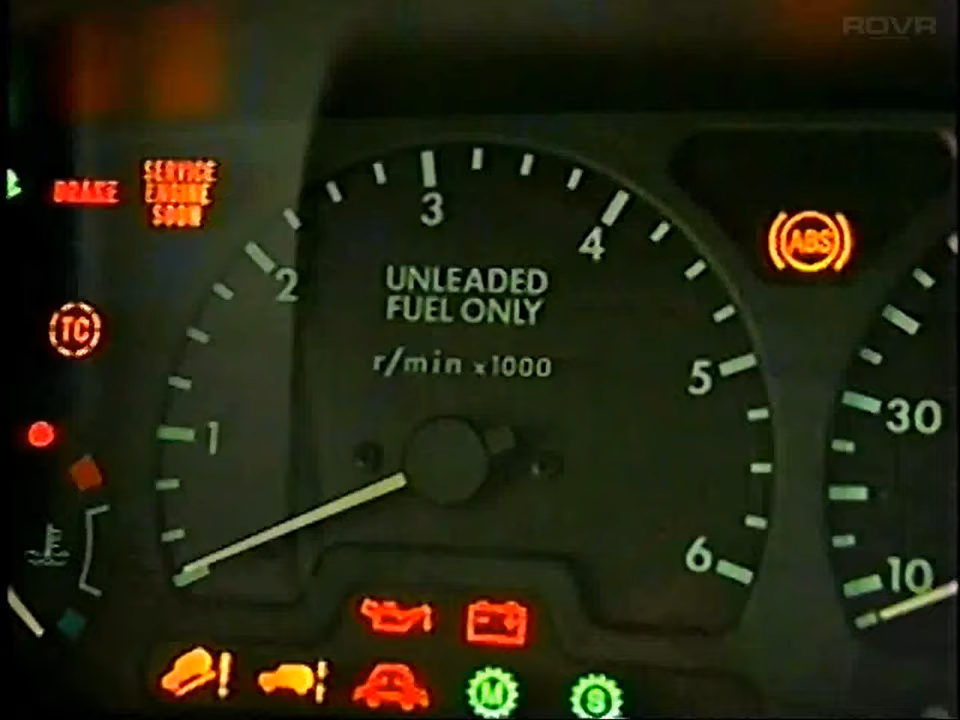 ROVR
BRAKE
SERVICE
ENGINE
SOON
TC
ABS
1
2
3
4
5
6
UNLEADED
FUEL ONLY
r/min x1000
30
10
M
S